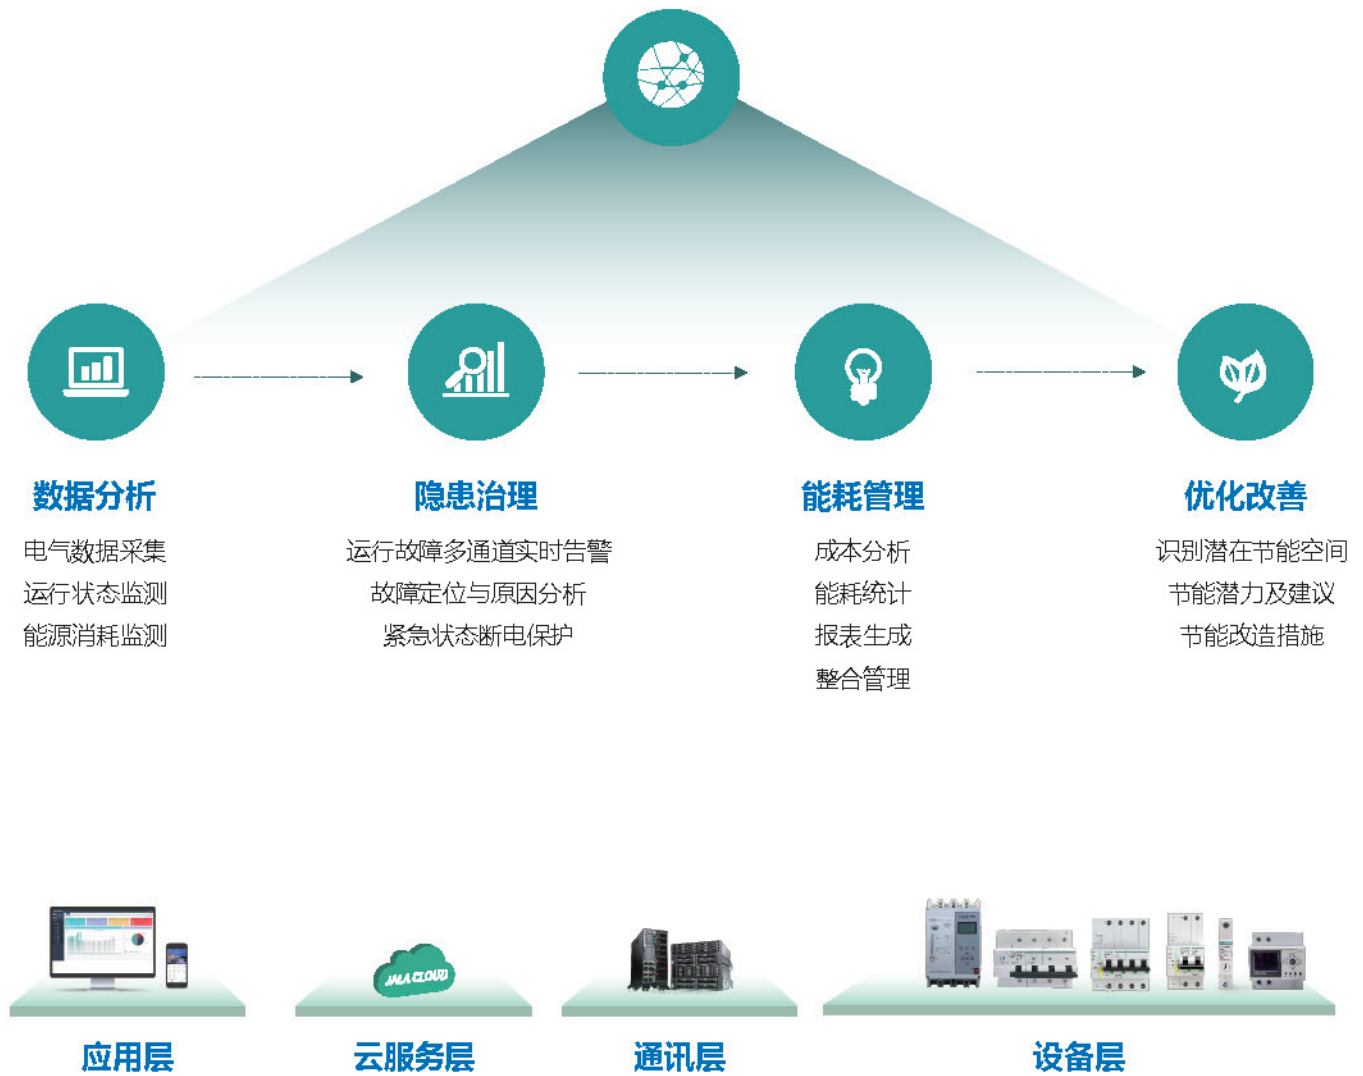 数据分析
电气数据采集
运行状态监测
能源消耗监测
隐患治理
运行故障多通道实时告警
故障定位与原因分析
紧急状态断电保护
能耗管理
成本分析
能耗统计
报表生成
整合管理
优化改善
识别潜在节能空间
节能潜力及建议
节能改造措施
应用层
云服务层
通讯层
设备层